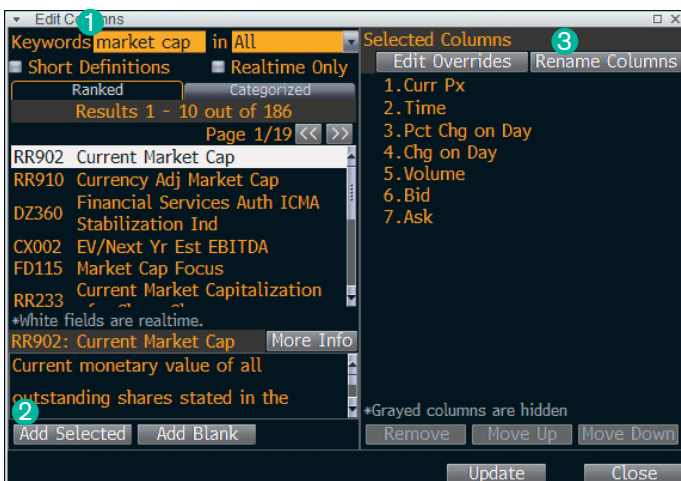 Edit Columns
1
Keywords market cap in All
Short Definitions Realtime Only
Ranked Categorized
Results 1 - 10 out of 186
Page 1/19 << >>
RR902 Current Market Cap
RR910 Currency Adj Market Cap
DZ360 Financial Services Auth ICMA
Stabilization Ind
CX002 EV/Next Yr Est EBITDA
FD115 Market Cap Focus
RR233 Current Market Capitalization
*White fields are realtime.
RR902: Current Market Cap More Info
Current monetary value of all
outstanding shares stated in the
2
Add Selected Add Blank
Selected Columns
3
Edit Overrides Rename Columns
1.Curr Px
2.Time
3.Pct Chg on Day
4.Chg on Day
5.Volume
6.Bid
7.Ask
*Grayed columns are hidden
Remove Move Up Move Down
Update Close